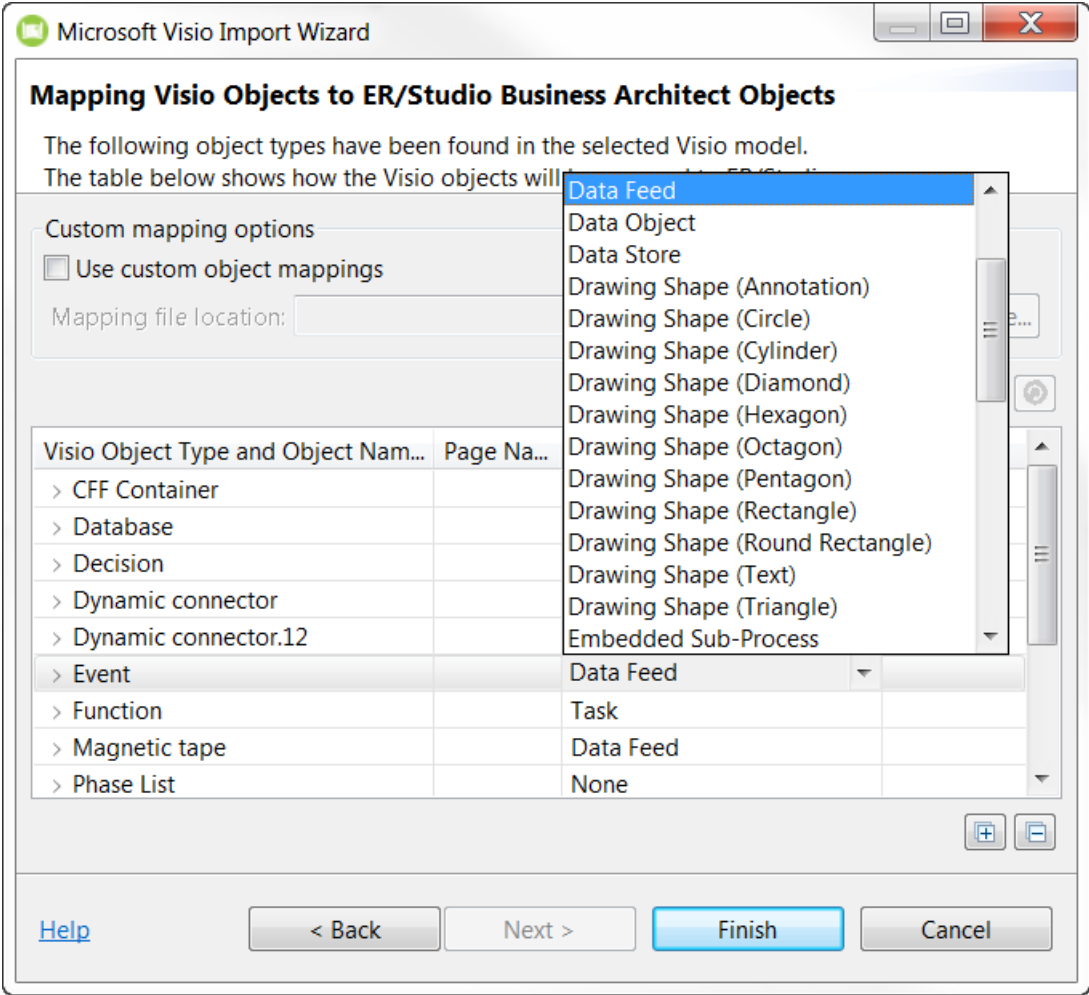 Microsoft Visio Import Wizard
Mapping Visio Objects to ER/Studio Business Architect Objects
The following object types have been found in the selected Visio model.
The table below shows how the Visio objects will
Data Feed
Data Object
Data Store
Drawing Shape (Annotation)
Drawing Shape (Circle)
Drawing Shape (Cylinder)
Drawing Shape (Diamond)
Drawing Shape (Hexagon)
Drawing Shape (Octagon)
Drawing Shape (Pentagon)
Drawing Shape (Rectangle)
Drawing Shape (Round Rectangle)
Drawing Shape (Text)
Drawing Shape (Triangle)
Embedded Sub-Process
Custom mapping options
Use custom object mappings
Mapping file location:
Visio Object Type and Object Nam... Page Na...
CFF Container
Database
Decision
Dynamic connector
Dynamic connector.12
Event Data Feed
Function Task
Magnetic tape Data Feed
Phase List None
Help < Back Next > Finish Cancel